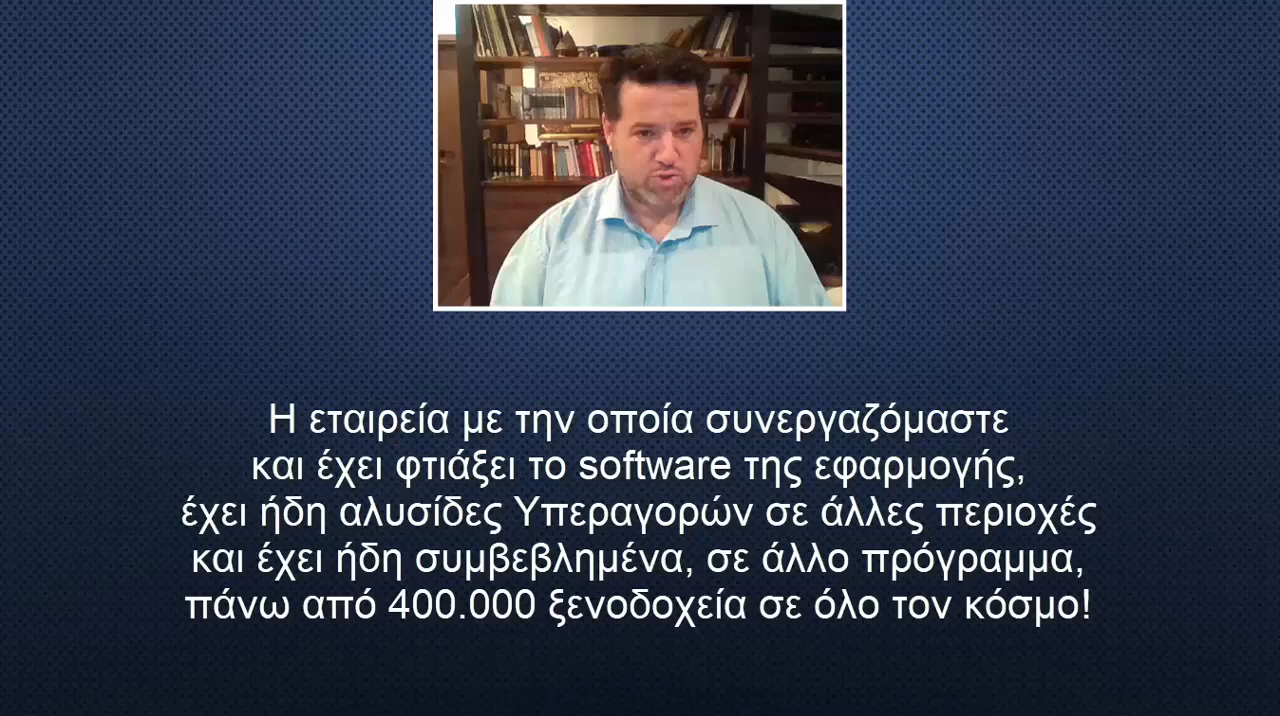 Η εταιρεία με την οποία συνεργαζόμαστε
και έχει φτιάξει το software της εφαρμογής,
έχει ήδη αλυσίδες Υπεραγορών σε άλλες περιοχές
και έχει ήδη συμβεβλημένα, σε άλλο πρόγραμμα,
πάνω από 400.000 ξενοδοχεία σε όλο τον κόσμο!